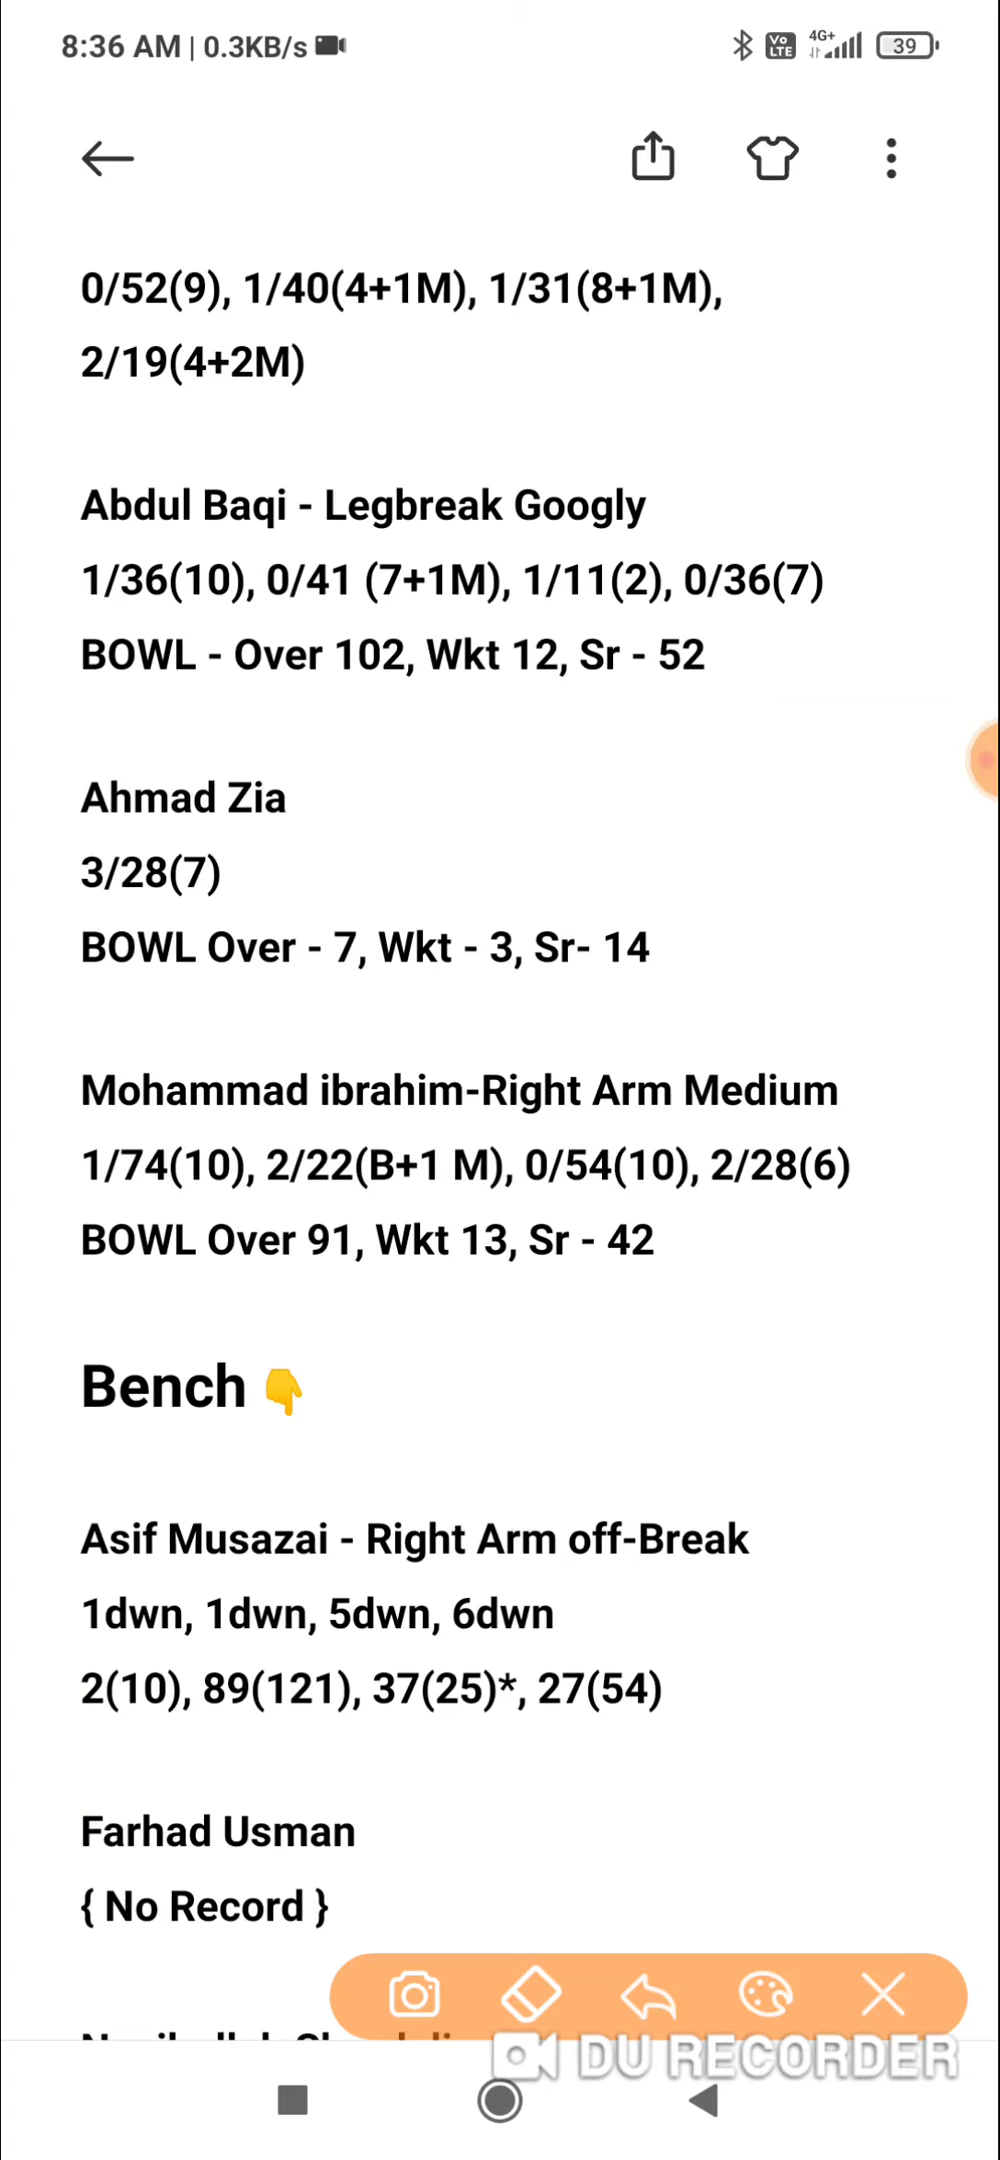 8:36 AM | 0.3KB/s
Vo LTE 4G+ 39
0/52(9), 1/40(4+1M), 1/31(8+1M),
2/19(4+2M)
Abdul Baqi - Legbreak Googly
1/36(10), 0/41 (7+1M), 1/11(2), 0/36(7)
BOWL - Over 102, Wkt 12, Sr - 52
Ahmad Zia
3/28(7)
BOWL Over - 7, Wkt - 3, Sr- 14
Mohammad ibrahim-Right Arm Medium
1/74(10), 2/22(B+1 M), 0/54(10), 2/28(6)
BOWL Over 91, Wkt 13, Sr - 42
Bench 👇
Asif Musazai - Right Arm off-Break
1dwn, 1dwn, 5dwn, 6dwn
2(10), 89(121), 37(25)*, 27(54)
Farhad Usman
{ No Record }
DU RECORDER